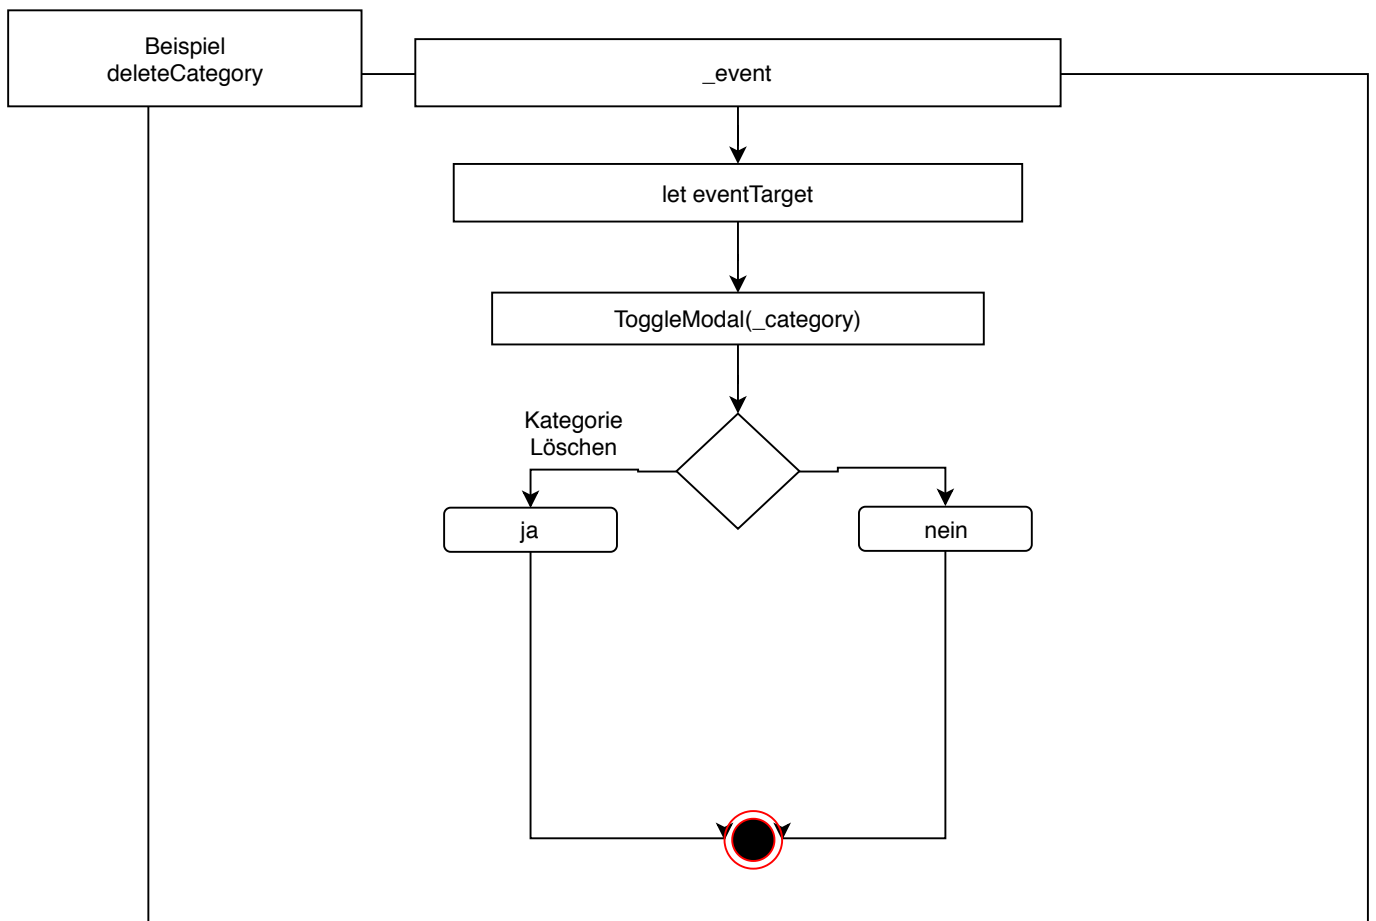 Beispiel
deleteCategory
_event
let eventTarget
ToggleModal(_category)
Kategorie
Löschen
ja
nein